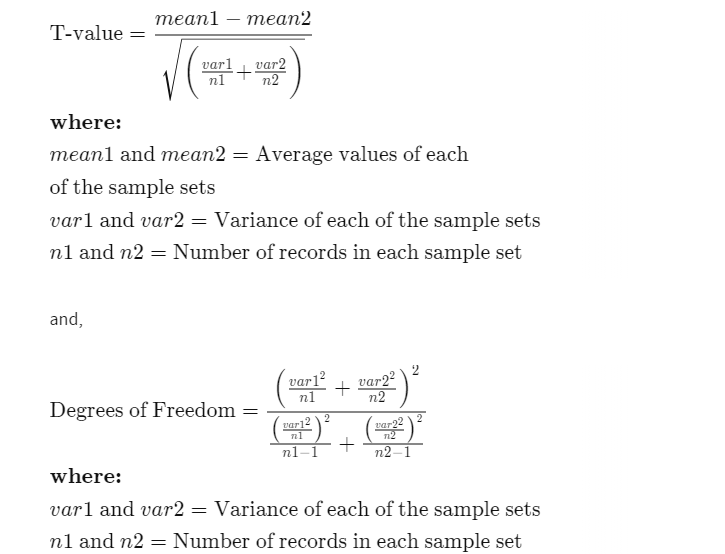 T-value = \frac{mean1 − mean2}{\sqrt{\left(\frac{var1}{n1} + \frac{var2}{n2}\right)}}
where:
mean1 and mean2 = Average values of each
of the sample sets
var1 and var2 = Variance of each of the sample sets
n1 and n2 = Number of records in each sample set
and,
Degrees of Freedom = \frac{\left(\frac{var1^2}{n1} + \frac{var2^2}{n2}\right)^2}{\frac{\left(\frac{var1^2}{n1}\right)^2}{n1−1} + \frac{\left(\frac{var2^2}{n2}\right)^2}{n2−1}}
where:
var1 and var2 = Variance of each of the sample sets
n1 and n2 = Number of records in each sample set